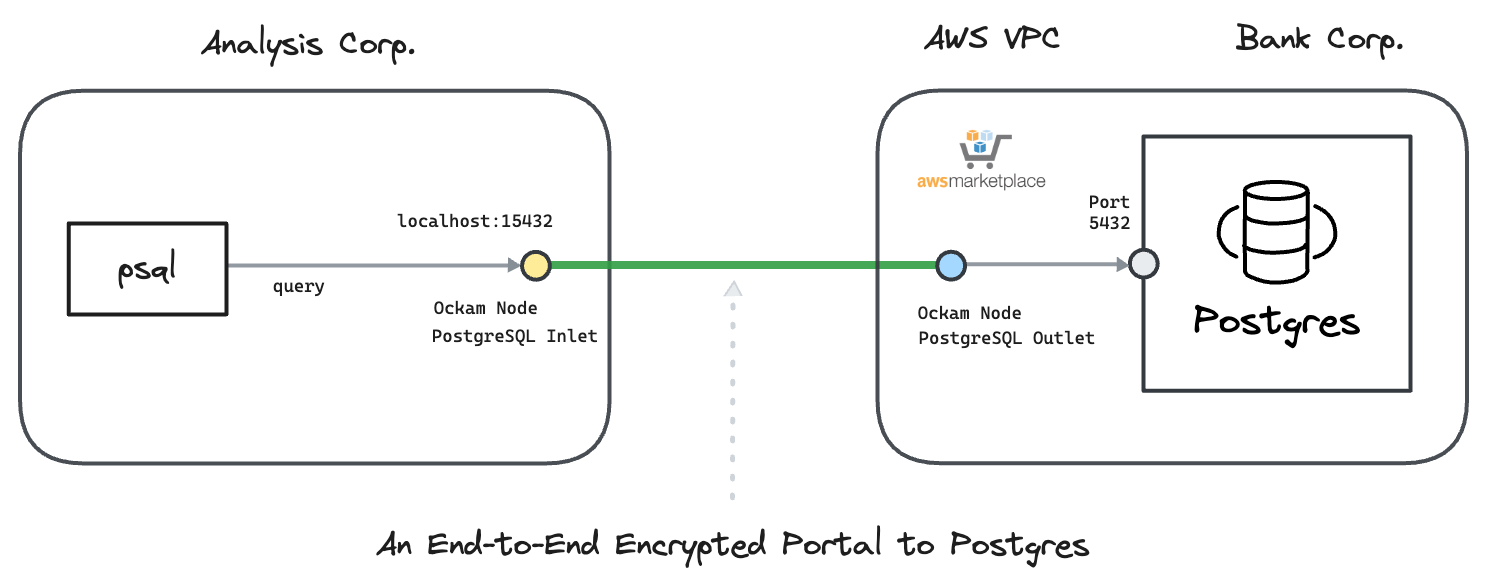 Analysis Corp.
AWS VPC
Bank Corp.
awsmarketplace
psal
query
localhost:15432
Ockam Node
PostgreSQL Inlet
Ockam Node
PostgreSQL Outlet
Port
5432
Postgres
An End-to-End Encrypted Portal to Postgres